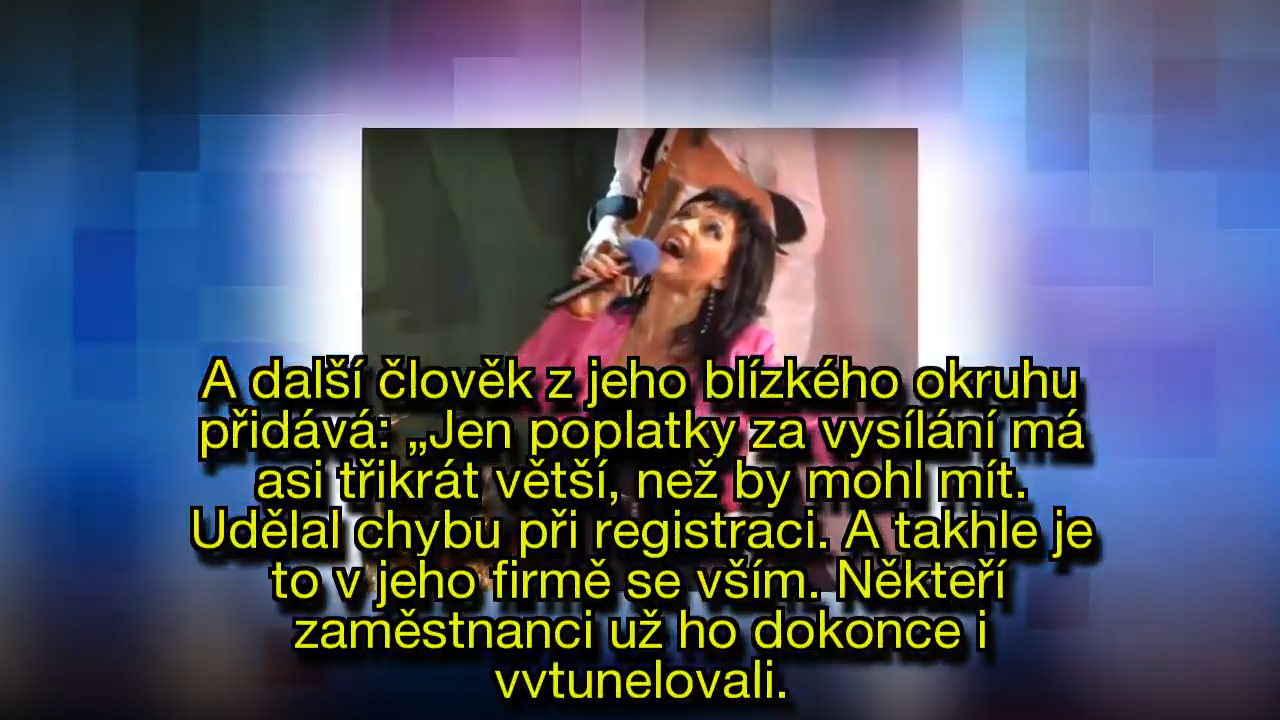 A další člověk z jeho blízkého okruhu
přidává: „Jen poplatky za vysílání má
asi třikrát větší, než by mohl mít.
Udělal chybu při registraci. A takhle je
to v jeho firmě se vším. Někteří
zaměstnanci už ho dokonce i
vytunelovali.